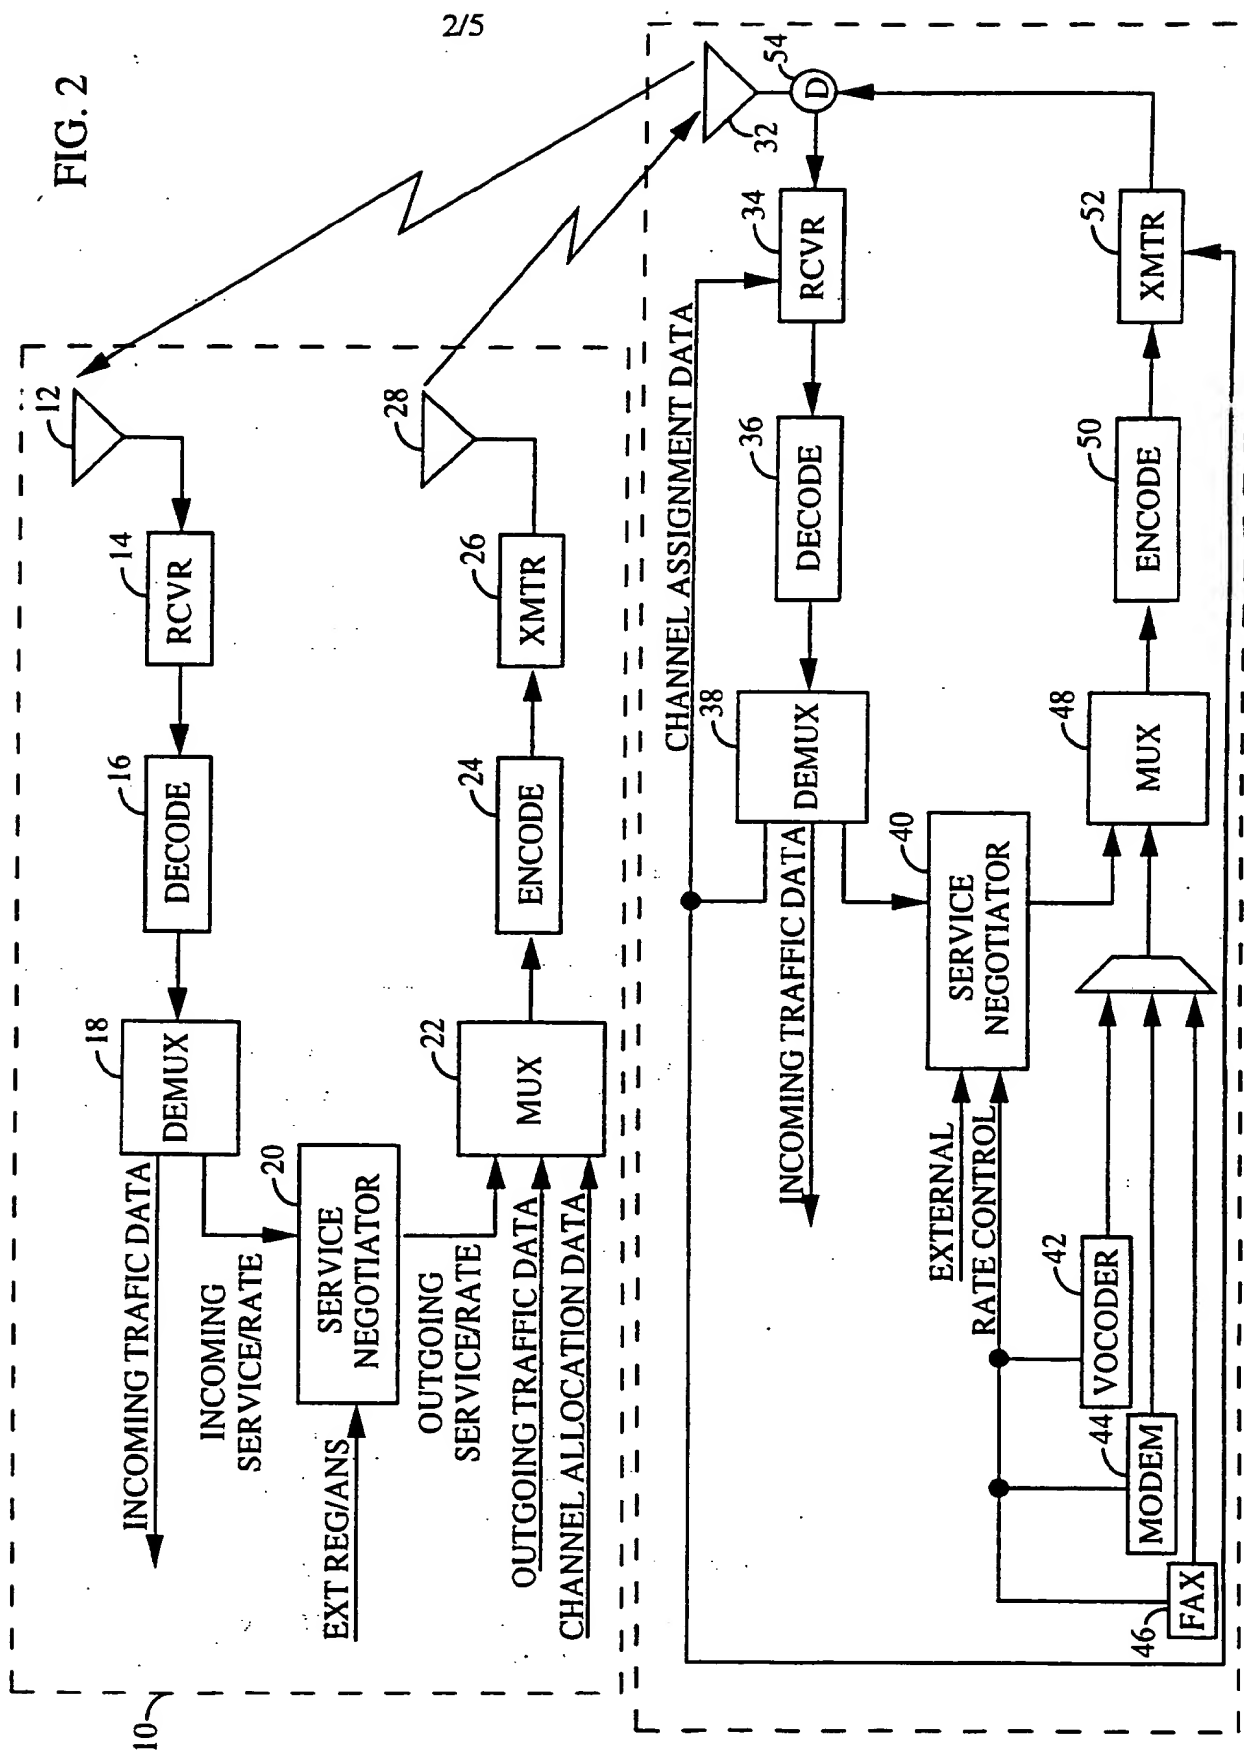 2/5
FIG. 2
10
12
14
RCVR
16
DECODE
18
DEMUX
INCOMING TRAFFIC DATA
INCOMING
SERVICE/RATE
20
SERVICE
NEGOTIATOR
EXT REG/ANS
OUTGOING
SERVICE/RATE
OUTGOING TRAFFIC DATA
CHANNEL ALLOCATION DATA
22
MUX
24
ENCODE
26
XMTR
28
32
54
D
CHANNEL ASSIGNMENT DATA
34
RCVR
36
DECODE
38
DEMUX
INCOMING TRAFFIC DATA
40
SERVICE
NEGOTIATOR
EXTERNAL
RATE CONTROL
42
VOCODER
44
MODEM
46
FAX
48
MUX
50
ENCODE
52
XMTR